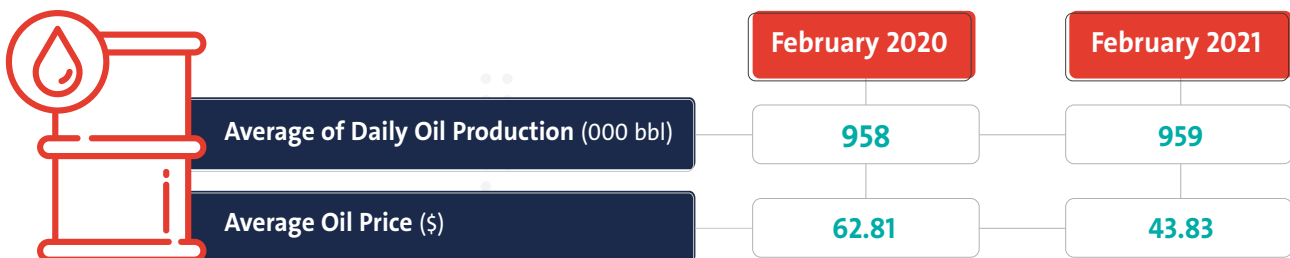 February 2020 February 2021
Average of Daily Oil Production (000 bbl) 958 959
Average Oil Price ($) 62.81 43.83